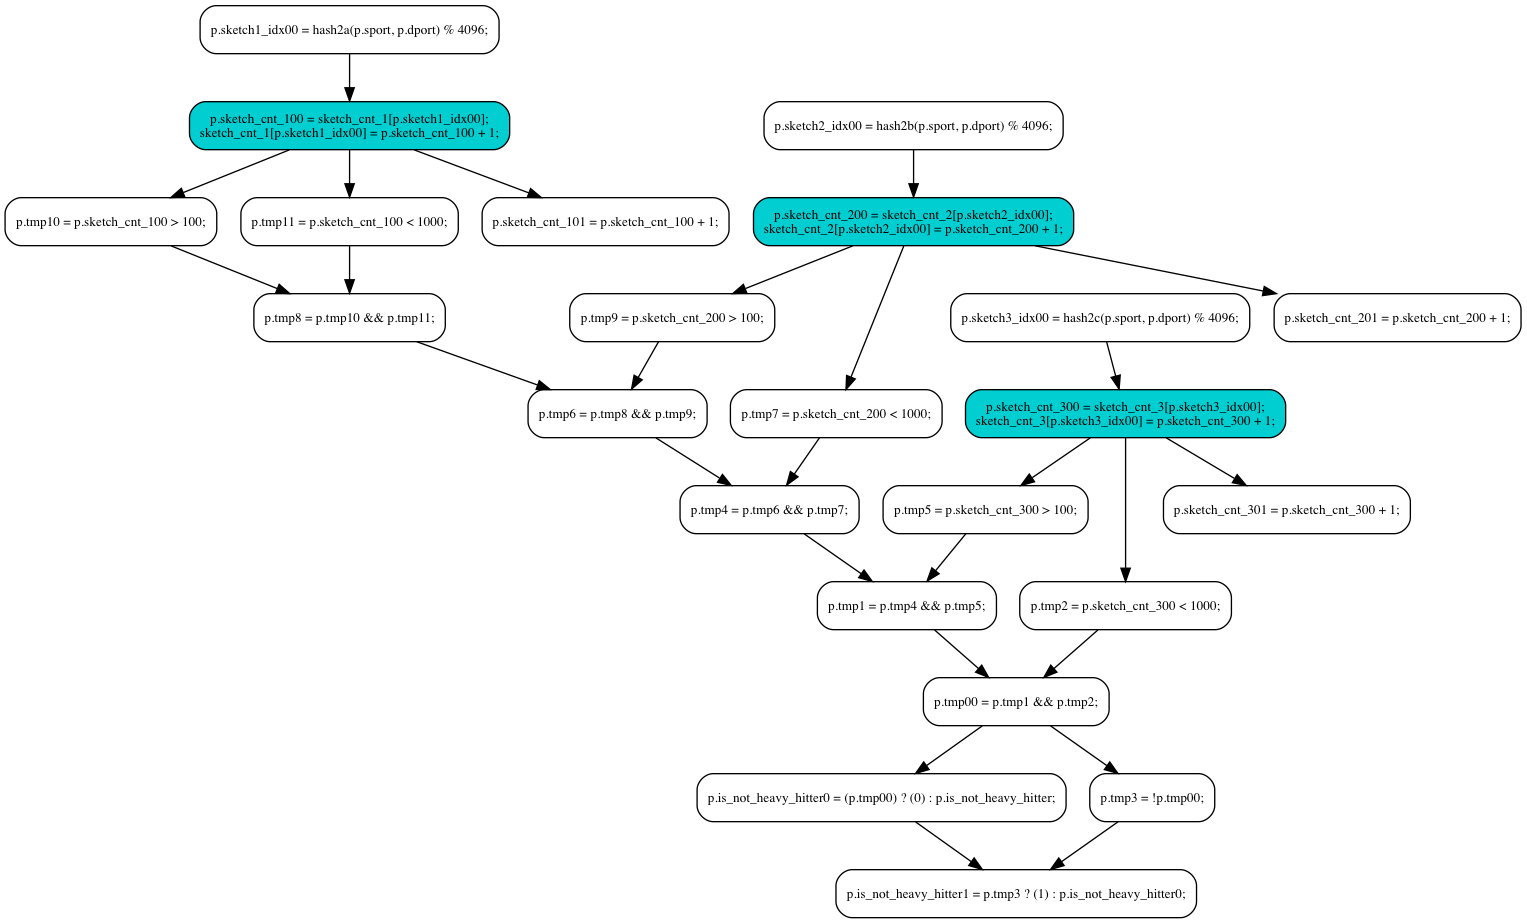 p.sketch1_idx00 = hash2a(p.sport, p.dport) % 4096;
p.sketch_cnt_100 = sketch_cnt_1[p.sketch1_idx00];
sketch_cnt_1[p.sketch1_idx00] = p.sketch_cnt_100 + 1;
p.sketch2_idx00 = hash2b(p.sport, p.dport) % 4096;
p.tmp10 = p.sketch_cnt_100 > 100;
p.tmp11 = p.sketch_cnt_100 < 1000;
p.sketch_cnt_101 = p.sketch_cnt_100 + 1;
p.sketch_cnt_200 = sketch_cnt_2[p.sketch2_idx00];
sketch_cnt_2[p.sketch2_idx00] = p.sketch_cnt_200 + 1;
p.tmp8 = p.tmp10 && p.tmp11;
p.tmp9 = p.sketch_cnt_200 > 100;
p.sketch3_idx00 = hash2c(p.sport, p.dport) % 4096;
p.sketch_cnt_201 = p.sketch_cnt_200 + 1;
p.tmp6 = p.tmp8 && p.tmp9;
p.tmp7 = p.sketch_cnt_200 < 1000;
p.sketch_cnt_300 = sketch_cnt_3[p.sketch3_idx00];
sketch_cnt_3[p.sketch3_idx00] = p.sketch_cnt_300 + 1;
p.tmp4 = p.tmp6 && p.tmp7;
p.tmp5 = p.sketch_cnt_300 > 100;
p.sketch_cnt_301 = p.sketch_cnt_300 + 1;
p.tmp1 = p.tmp4 && p.tmp5;
p.tmp2 = p.sketch_cnt_300 < 1000;
p.tmp00 = p.tmp1 && p.tmp2;
p.is_not_heavy_hitter0 = (p.tmp00) ? (0) : p.is_not_heavy_hitter;
p.tmp3 = !p.tmp00;
p.is_not_heavy_hitter1 = p.tmp3 ? (1) : p.is_not_heavy_hitter0;